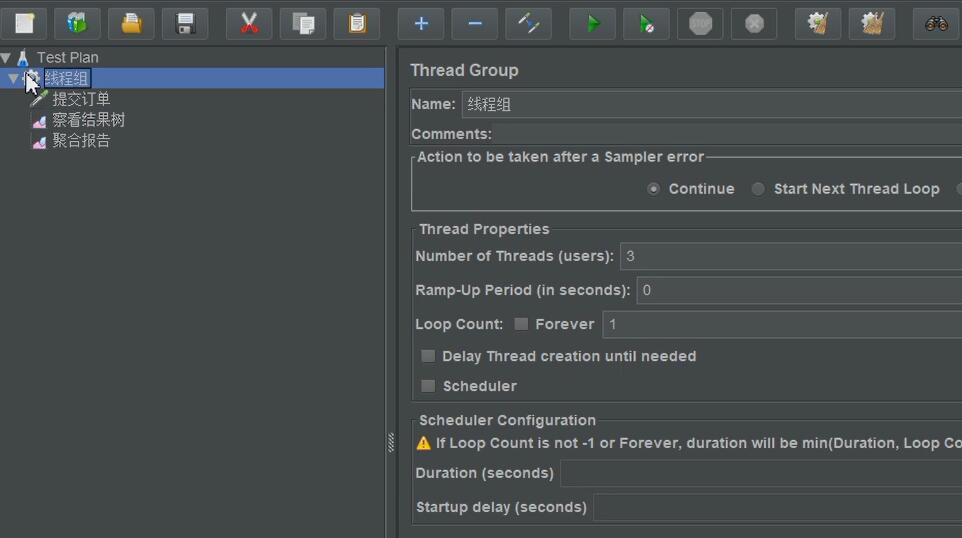 STOP
Test Plan
线程组
提交订单
察看结果树
聚合报告
Thread Group
Name: 线程组
Comments:
Action to be taken after a Sampler error
Continue Start Next Thread Loop
Thread Properties
Number of Threads (users): 3
Ramp-Up Period (in seconds): 0
Loop Count: Forever 1
Delay Thread creation until needed
Scheduler
Scheduler Configuration
If Loop Count is not -1 or Forever, duration will be min(Duration, Loop Co
Duration (seconds)
Startup delay (seconds)